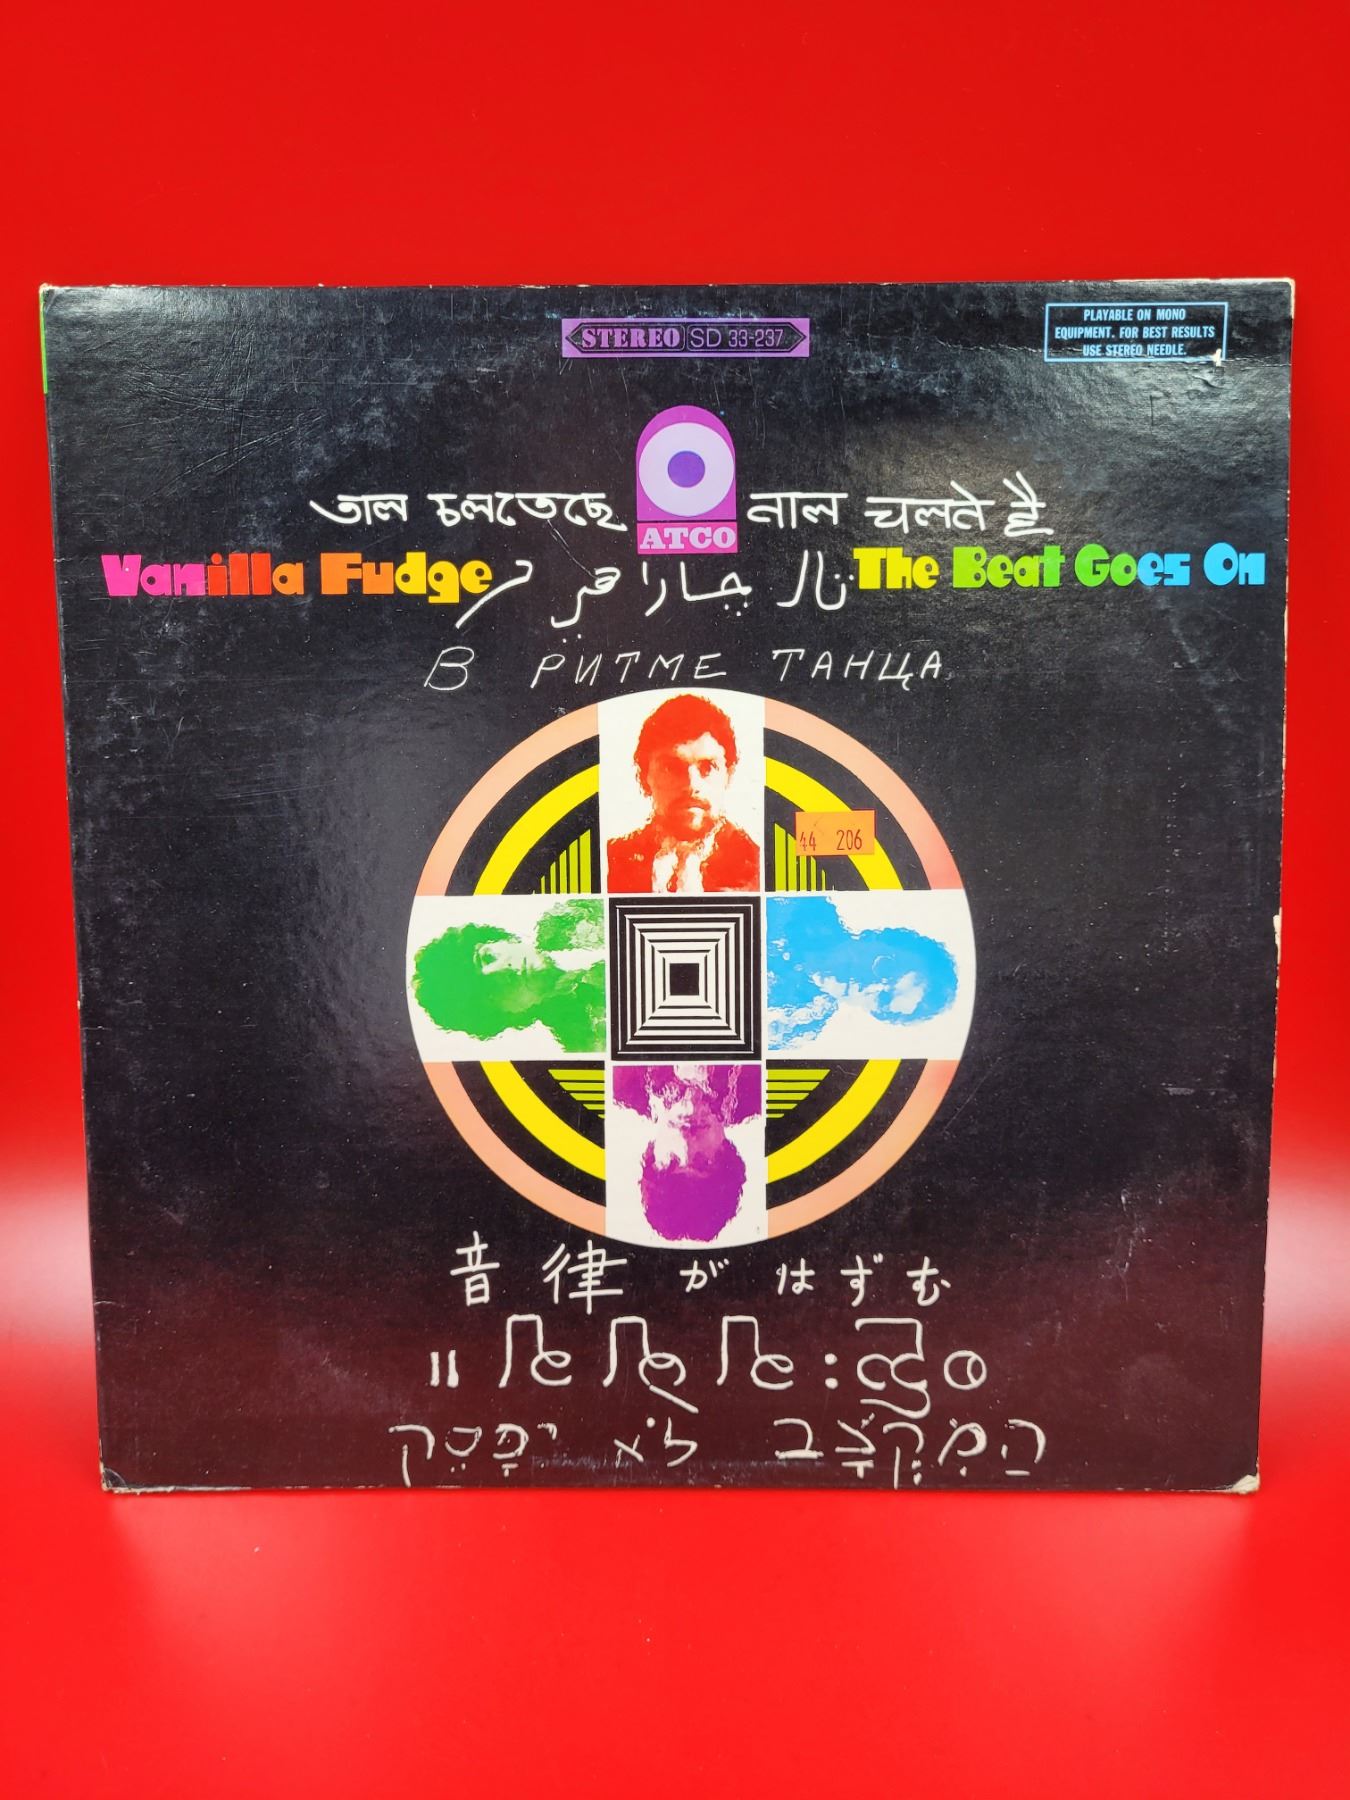 STEREO SD 33-237
PLAYABLE ON MONO
EQUIPMENT. FOR BEST RESULTS
USE STEREO NEEDLE.
তাল চলতেছে
ताल चलते है
ATCO
Vanilla Fudge
The Beat Goes On
В РИТМЕ ТАНЦА
44 206
音律がはずむ
הַמִּקְצָב לֹא יִפָּסֵק